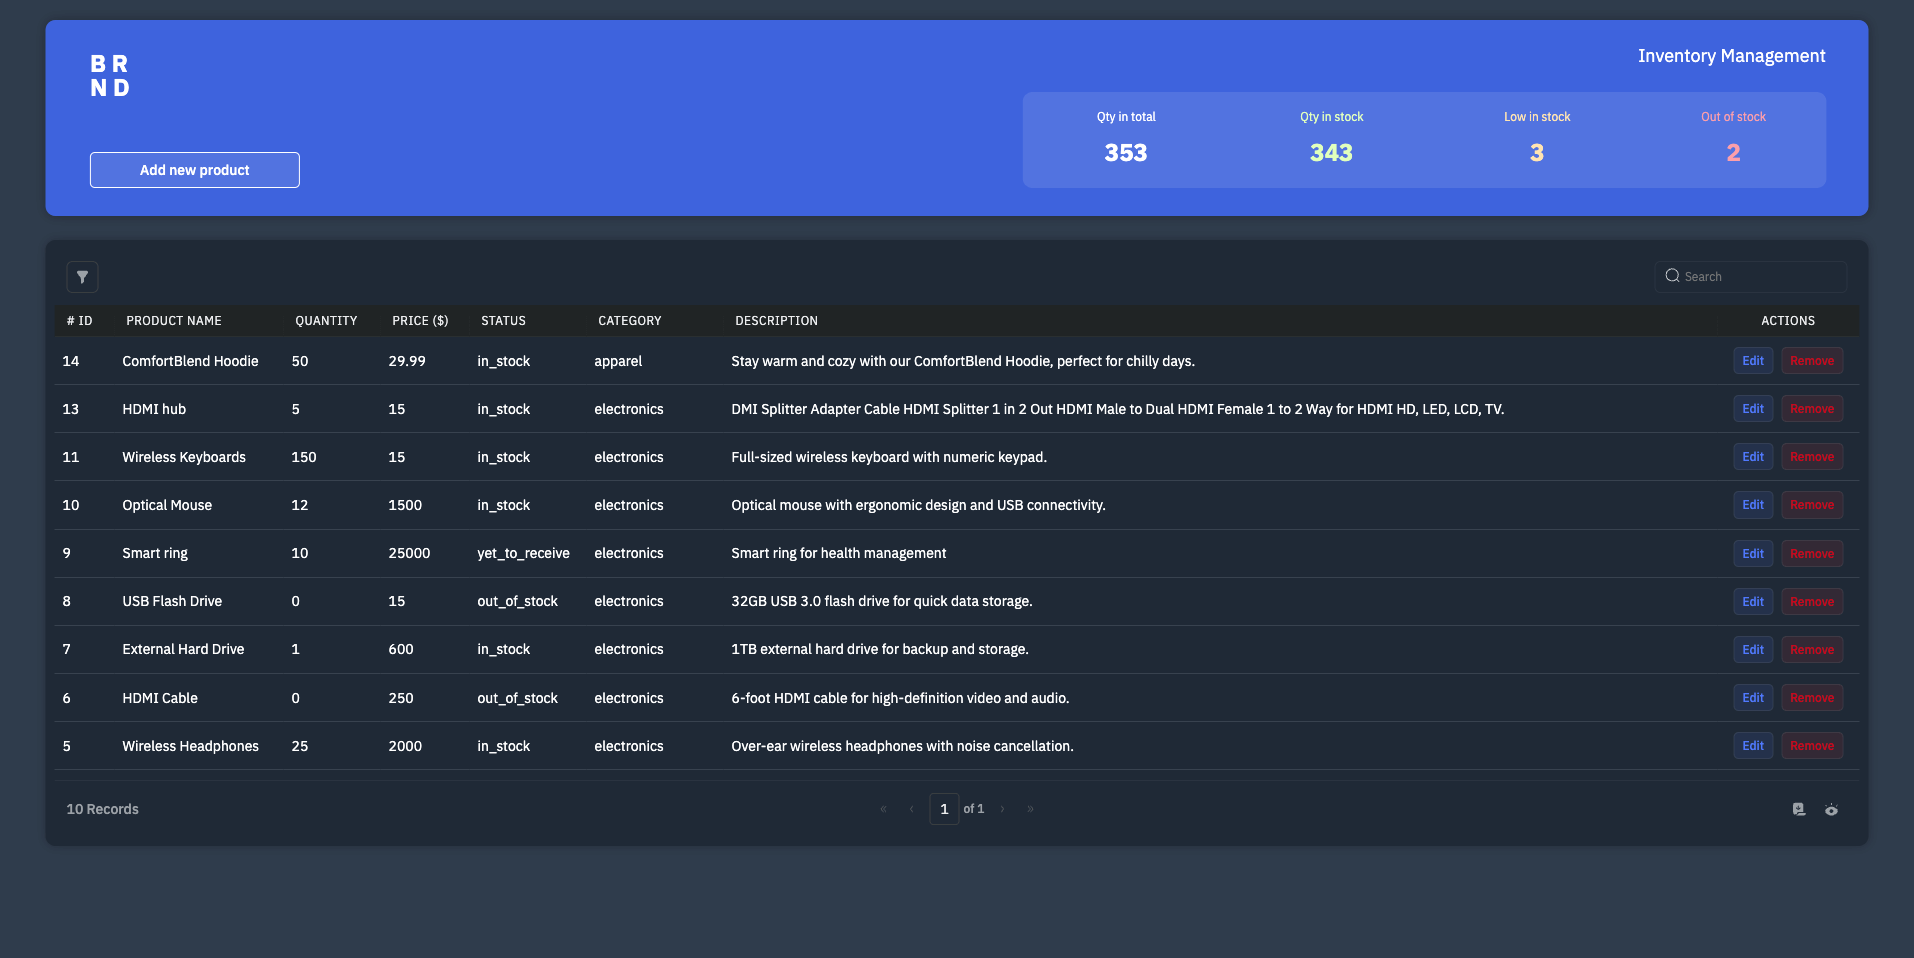 B R
N D
Inventory Management
Qty in total Qty in stock Low in stock Out of stock
353 343 3 2
Add new product
Search
# ID PRODUCT NAME QUANTITY PRICE ($) STATUS CATEGORY DESCRIPTION ACTIONS
14 ComfortBlend Hoodie 50 29.99 in_stock apparel Stay warm and cozy with our ComfortBlend Hoodie, perfect for chilly days. Edit Remove
13 HDMI hub 5 15 in_stock electronics DMI Splitter Adapter Cable HDMI Splitter 1 in 2 Out HDMI Male to Dual HDMI Female 1 to 2 Way for HDMI HD, LED, LCD, TV. Edit Remove
11 Wireless Keyboards 150 15 in_stock electronics Full-sized wireless keyboard with numeric keypad. Edit Remove
10 Optical Mouse 12 1500 in_stock electronics Optical mouse with ergonomic design and USB connectivity. Edit Remove
9 Smart ring 10 25000 yet_to_receive electronics Smart ring for health management Edit Remove
8 USB Flash Drive 0 15 out_of_stock electronics 32GB USB 3.0 flash drive for quick data storage. Edit Remove
7 External Hard Drive 1 600 in_stock electronics 1TB external hard drive for backup and storage. Edit Remove
6 HDMI Cable 0 250 out_of_stock electronics 6-foot HDMI cable for high-definition video and audio. Edit Remove
5 Wireless Headphones 25 2000 in_stock electronics Over-ear wireless headphones with noise cancellation. Edit Remove
10 Records « ‹ 1 of 1 › »